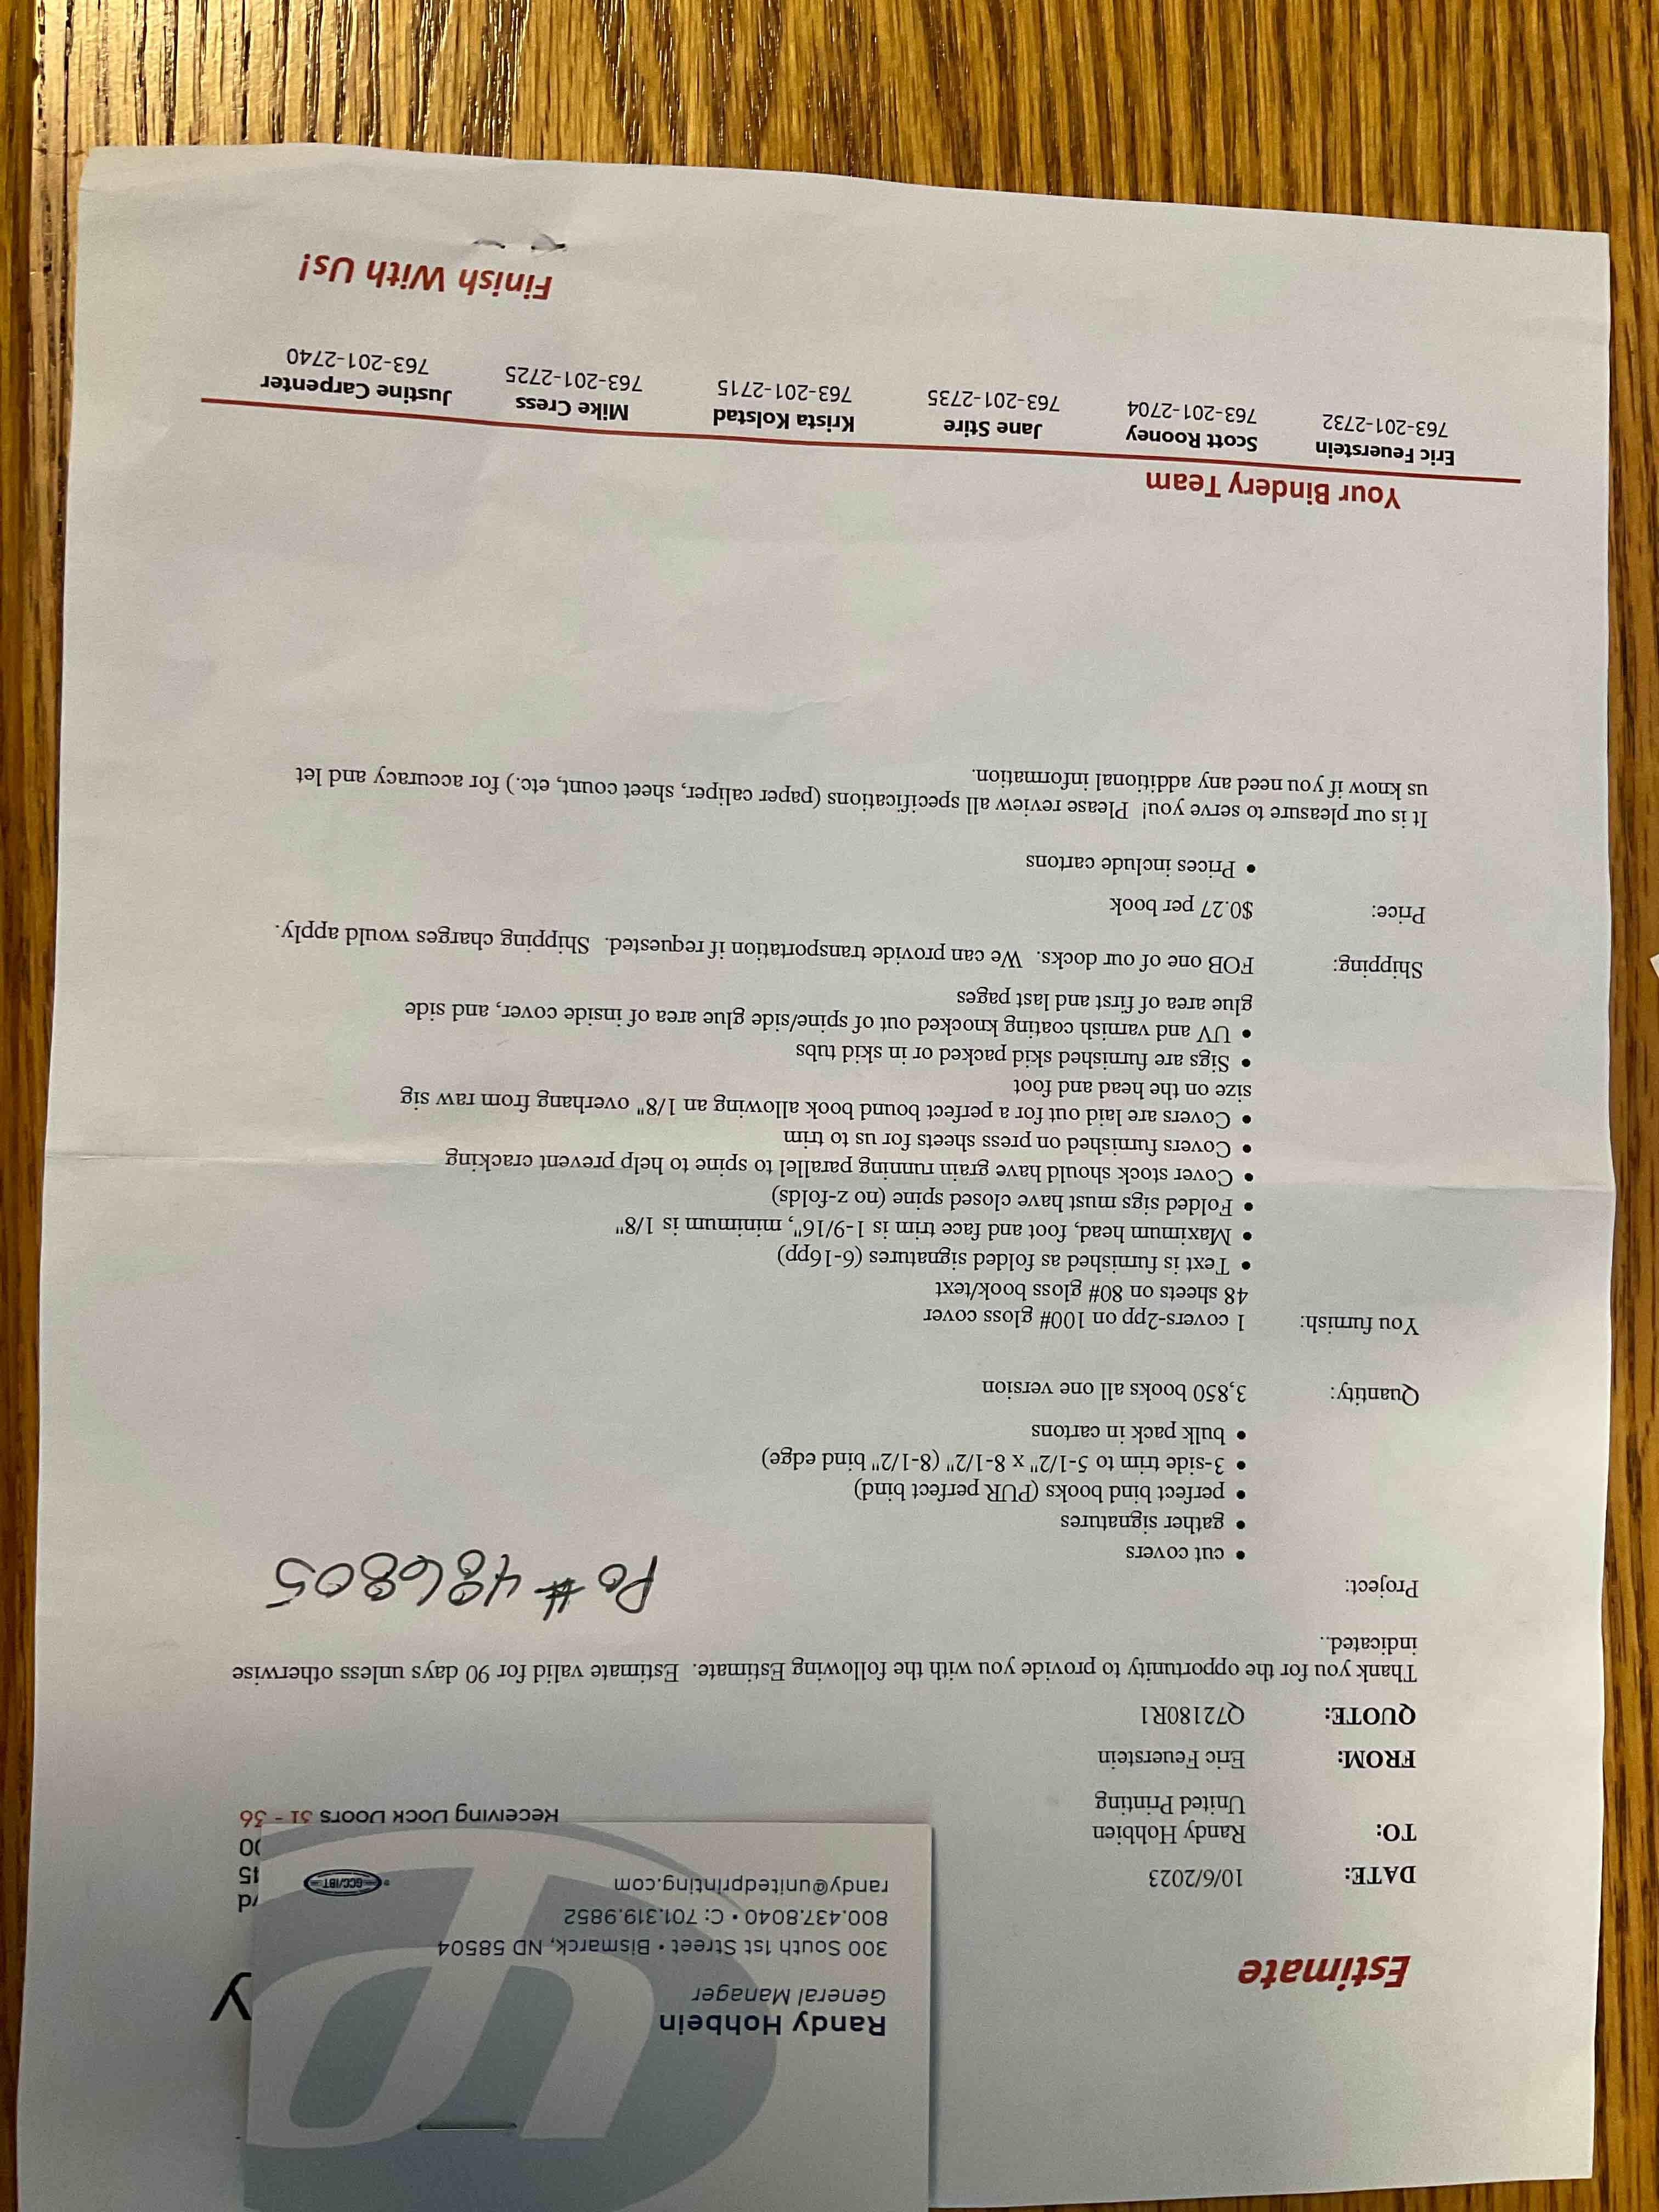 Randy Hohbein
General Manager
300 South 1st Street • Bismarck, ND 58504
800.437.8040 • C: 701.319.9852
randy@unitedprinting.com
GCC/IBT
y
rd
15
00
Receiving Dock Doors 31 - 36
Estimate
DATE: 10/6/2023
TO: Randy Hohbien
United Printing
FROM: Eric Feuerstein
QUOTE: Q72180R1
Thank you for the opportunity to provide you with the following Estimate. Estimate valid for 90 days unless otherwise
indicated..
Project:
Po # 486805
• cut covers
• gather signatures
• perfect bind books (PUR perfect bind)
• 3-side trim to 5-1/2" x 8-1/2" (8-1/2" bind edge)
• bulk pack in cartons
Quantity: 3,850 books all one version
You furnish: 1 covers-2pp on 100# gloss cover
48 sheets on 80# gloss book/text
• Text is furnished as folded signatures (6-16pp)
• Maximum head, foot and face trim is 1-9/16", minimum is 1/8"
• Folded sigs must have closed spine (no z-folds)
• Cover stock should have grain running parallel to spine to help prevent cracking
• Covers furnished on press sheets for us to trim
• Covers are laid out for a perfect bound book allowing an 1/8" overhang from raw sig
size on the head and foot
• Sigs are furnished skid packed or in skid tubs
• UV and varnish coating knocked out of spine/side glue area of inside cover, and side
glue area of first and last pages
Shipping: FOB one of our docks. We can provide transportation if requested. Shipping charges would apply.
Price: $0.27 per book
• Prices include cartons
It is our pleasure to serve you! Please review all specifications (paper caliper, sheet count, etc.) for accuracy and let
us know if you need any additional information.
Your Bindery Team
Eric Feuerstein Scott Rooney Jane Stire Krista Kolstad Mike Cress Justine Carpenter
763-201-2732 763-201-2704 763-201-2735 763-201-2715 763-201-2725 763-201-2740
Finish With Us!